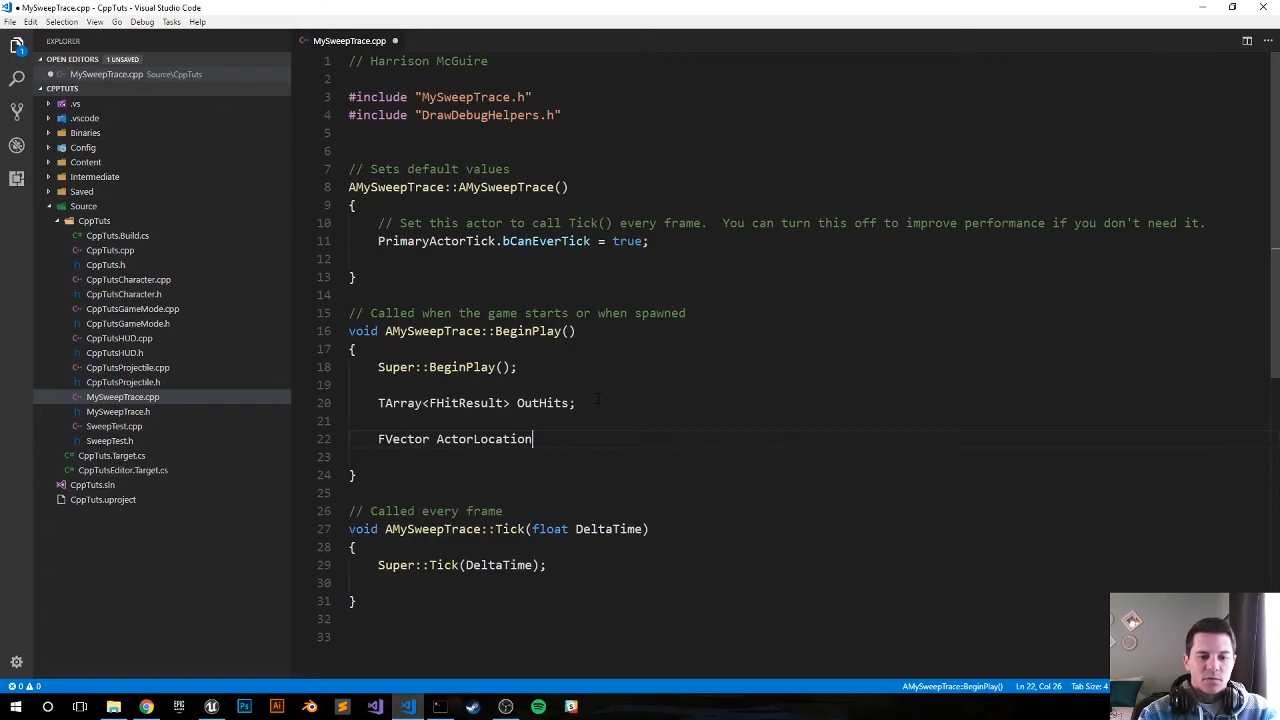 MySweepTrace.cpp - CppTuts - Visual Studio Code
File Edit Selection View Go Debug Tasks Help
EXPLORER
MySweepTrace.cpp
OPEN EDITORS 1 UNSAVED
MySweepTrace.cpp Source\CppTuts
CPPTUTS
.vs
.vscode
Binaries
Config
Content
Intermediate
Saved
Source
CppTuts
CppTuts.Build.cs
CppTuts.cpp
CppTuts.h
CppTutsCharacter.cpp
CppTutsCharacter.h
CppTutsGameMode.cpp
CppTutsGameMode.h
CppTutsHUD.cpp
CppTutsHUD.h
CppTutsProjectile.cpp
CppTutsProjectile.h
MySweepTrace.cpp
MySweepTrace.h
SweepTest.cpp
SweepTest.h
CppTuts.Target.cs
CppTutsEditor.Target.cs
CppTuts.sln
CppTuts.uproject
1 // Harrison McGuire
2
3 #include "MySweepTrace.h"
4 #include "DrawDebugHelpers.h"
5
6
7 // Sets default values
8 AMySweepTrace::AMySweepTrace()
9 {
10 // Set this actor to call Tick() every frame.  You can turn this off to improve performance if you don't need it.
11 PrimaryActorTick.bCanEverTick = true;
12
13 }
14
15 // Called when the game starts or when spawned
16 void AMySweepTrace::BeginPlay()
17 {
18 Super::BeginPlay();
19
20 TArray<FHitResult> OutHits;
21
22 FVector ActorLocation
23
24 }
25
26 // Called every frame
27 void AMySweepTrace::Tick(float DeltaTime)
28 {
29 Super::Tick(DeltaTime);
30
31 }
32
33
0 0 AMySweepTrace::BeginPlay() Ln 22, Col 26 Tab Size: 4